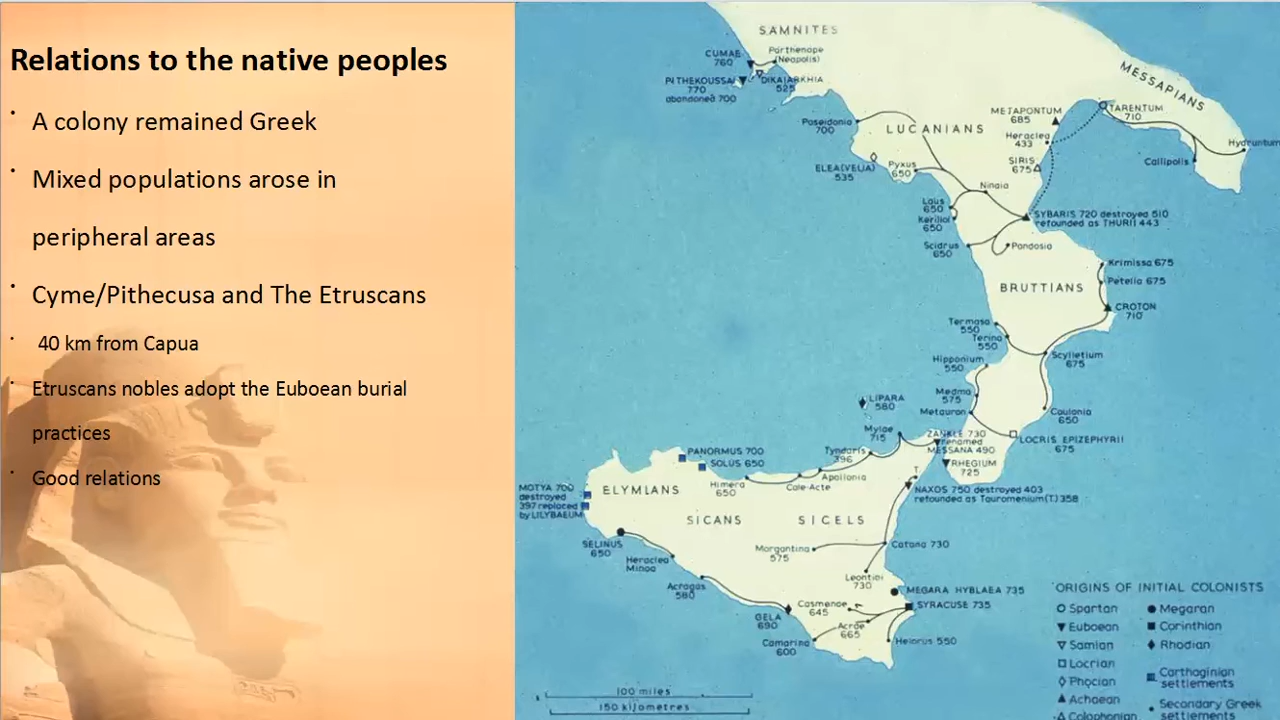 Relations to the native peoples
A colony remained Greek
Mixed populations arose in
peripheral areas
Cyme/Pithecusa and The Etruscans
40 km from Capua
Etruscans nobles adopt the Euboean burial
practices
Good relations
SAMNITES
CUMAE
760
Parthenope
(Neapolis)
PITHEKOUSSAI
770
abandoned 700
DIKAIARKHIA
525
MESSAPIANS
METAPONTUM
685
TARENTUM
710
Poseidonia
700
LUCANIANS
Heraclea
433
Hydruntum
Callipolis
ELEA(VELIA)
535
Pyxus
650
SIRIS
675
Ninaia
Laus
650
Kerilloi
650
SYBARIS 720 destroyed 510
refounded as THURII 443
Scidrus
650
Pandosia
Krimissa 675
Petelia 675
BRUTTIANS
CROTON
710
Temasa
550
Terina
550
Scylletium
675
Hipponium
550
Medma
575
Metauron
Caulonia
650
LIPARA
580
Mylae
715
ZANKLE 730
renamed
MESSANA 490
LOCRIS EPIZEPHYRII
675
RHEGIUM
725
PANORMUS 700
SOLUS 650
Tyndaris
396
Apollonia
Cale-Acte
Himera
650
T.
NAXOS 750 destroyed 403
refounded as Tauromenium(T.) 358
MOTYA 700
destroyed
397 replaced
by LILYBAEUM
ELYMIANS
SICANS
SICELS
SELINUS
650
Heraclea
Minoa
Morgantina
575
Catana 730
Leontini
730
Acragas
580
MEGARA HYBLAEA 735
Casmenae
645
SYRACUSE 735
GELA
690
Acrae
665
Camarina
600
Helorus 550
ORIGINS OF INITIAL COLONISTS
Spartan
Megaran
Euboean
Corinthian
Samian
Rhodian
Locrian
Phocian
Carthaginian
settlements
Achaean
Colophonian
Secondary Greek
settlements
100 miles
150 kilometres